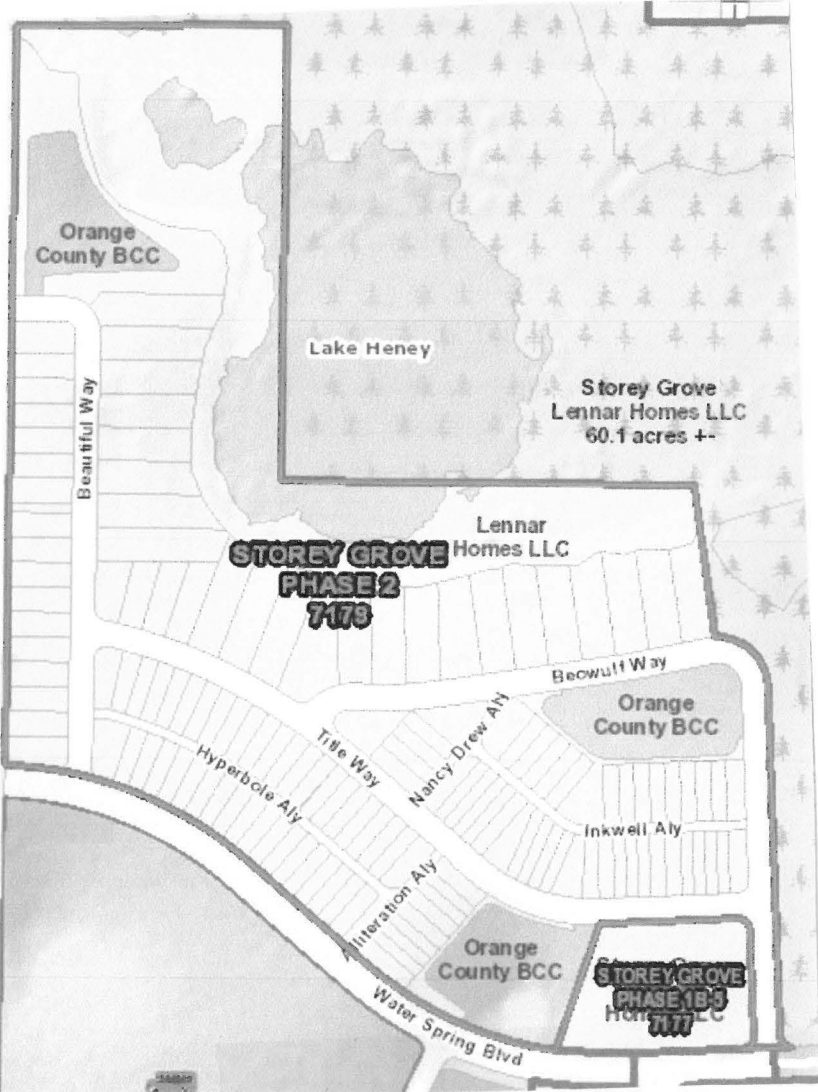 Orange
County BCC
Lake Heney
Storey Grove
Lennar Homes LLC
60.1 acres +-
Beautiful Way
Lennar
Homes LLC
STOREY GROVE
PHASE 2
7178
Beowulf Way
Orange
County BCC
Nancy Drew Aly
Title Way
Hyperbole Aly
Inkwell Aly
Alliteration Aly
Orange
County BCC
STOREY GROVE
PHASE 1B-5
7177
Water Spring Blvd